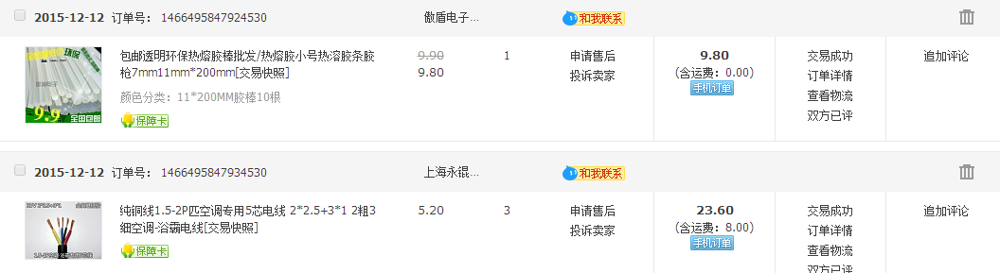 2015-12-12 订单号： 1466495847924530 傲盾电子... 和我联系
包邮透明环保热熔胶棒批发/热熔胶小号热溶胶条胶 9.90 1 申请售后 9.80 交易成功 追加评论
枪7mm11mm*200mm[交易快照] 9.80 投诉卖家 (含运费：0.00) 订单详情
颜色分类：11*200MM胶棒10根 手机订单 查看物流
保障卡 双方已评
9.9 全国包邮
2015-12-12 订单号： 1466495847934530 上海永锟... 和我联系
纯铜线1.5-2P匹空调专用5芯电线 2*2.5+3*1 2粗3 5.20 3 申请售后 23.60 交易成功 追加评论
细空调·浴霸电线[交易快照] 投诉卖家 (含运费：8.00) 订单详情
保障卡 手机订单 查看物流
双方已评